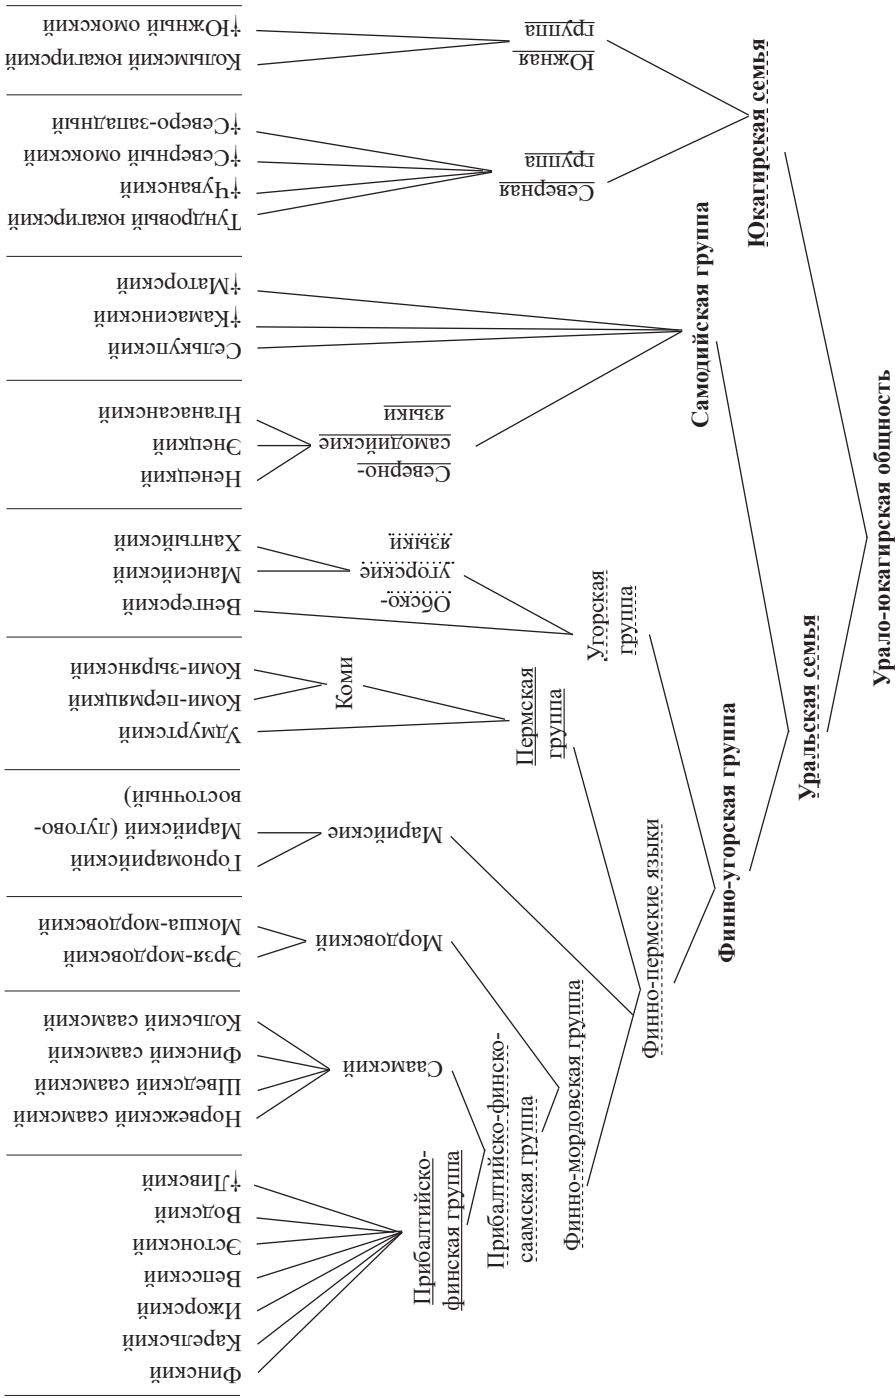 †Южный омокский
Колымский юкагирский
†Северо-западный
†Северный омокский
†Чуванский
Тундровый юкагирский
†Маторский
†Камасинский
Селькупский
Нганасанский
Энецкий
Ненецкий
Хантыйский
Мансийский
Венгерский
Коми-зырянский
Коми-пермяцкий
Удмуртский
Горномарийский
Марийский (лугово-
восточный)
Мокша-мордовский
Эрзя-мордовский
Кольский саамский
Финский саамский
Шведский саамский
Норвежский саамский
†Ливский
Водский
Эстонский
Вепсский
Ижорский
Карельский
Финский
Южная
группа
Северная
группа
Северно-
самодийские
языки
Обско-
угорские
языки
Коми
Марийские
Мордовский
Саамский
Прибалтийско-
финская группа
Прибалтийско-финско-
саамская группа
Финно-мордовская группа
Финно-пермские языки
Пермская
группа
Угорская
группа
Финно-угорская группа
Самодийская группа
Уральская семья
Юкагирская семья
Урало-юкагирская общность